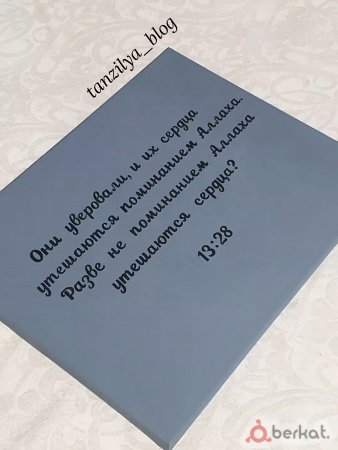 tanzilya_blog
Они уверовали, и их сердца
утешаются поминанием Аллаха.
Разве не поминанием Аллаха
утешаются сердца?
13:28
berkat.